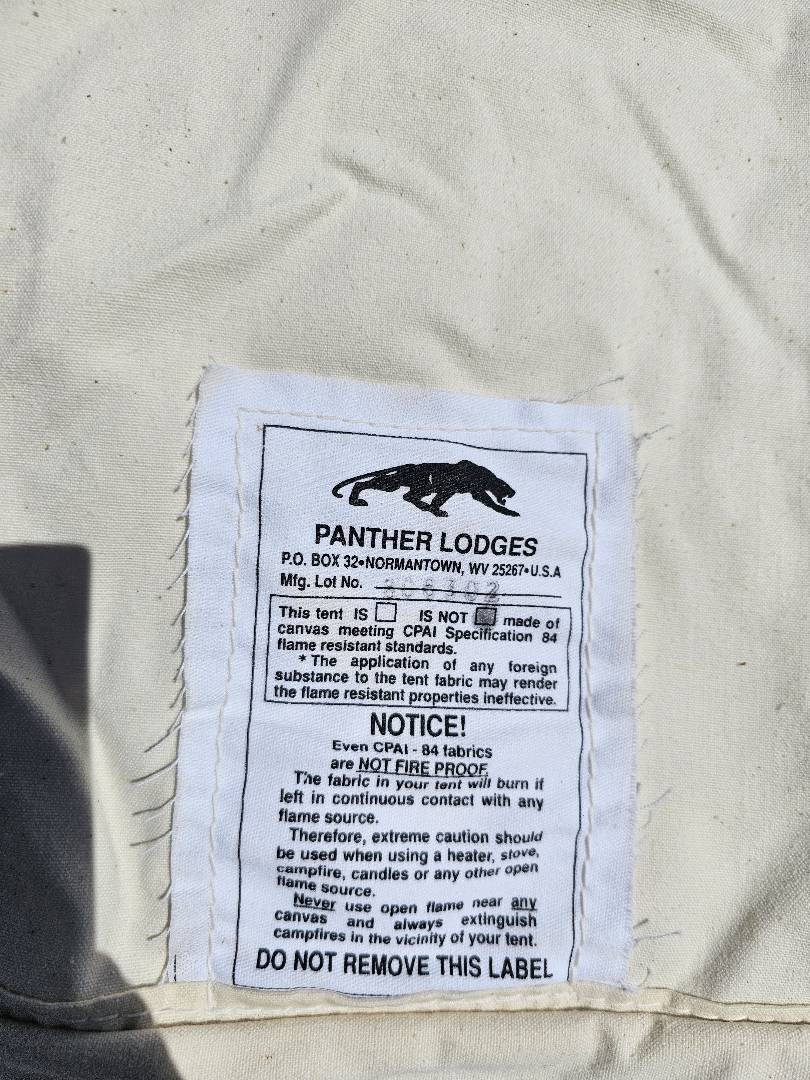 PANTHER LODGES
P.O. BOX 32•NORMANTOWN, WV 25267•U.S.A
Mfg. Lot No.
This tent IS IS NOT made of
canvas meeting CPAI Specification 84
flame resistant standards.
* The application of any foreign
substance to the tent fabric may render
the flame resistant properties ineffective.
NOTICE!
Even CPAI - 84 fabrics
are NOT FIRE PROOF.
The fabric in your tent will burn if
left in continuous contact with any
flame source.
Therefore, extreme caution should
be used when using a heater, stove,
campfire, candles or any other open
flame source.
Never use open flame near any
canvas and always extinguish
campfires in the vicinity of your tent.
DO NOT REMOVE THIS LABEL